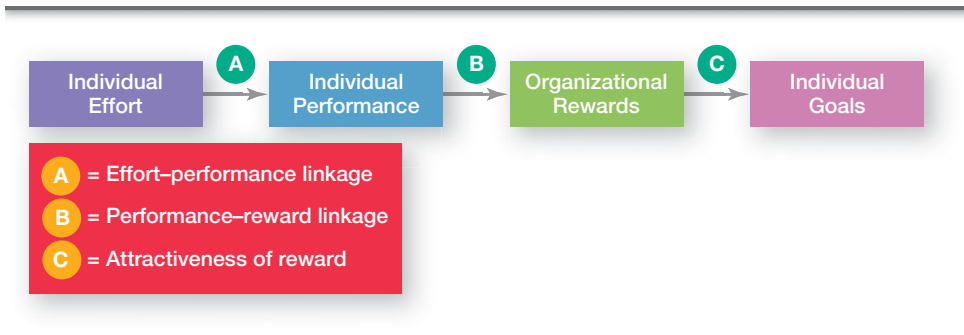 A
B
C
Individual
Effort
Individual
Performance
Organizational
Rewards
Individual
Goals
A = Effort–performance linkage
B = Performance–reward linkage
C = Attractiveness of reward